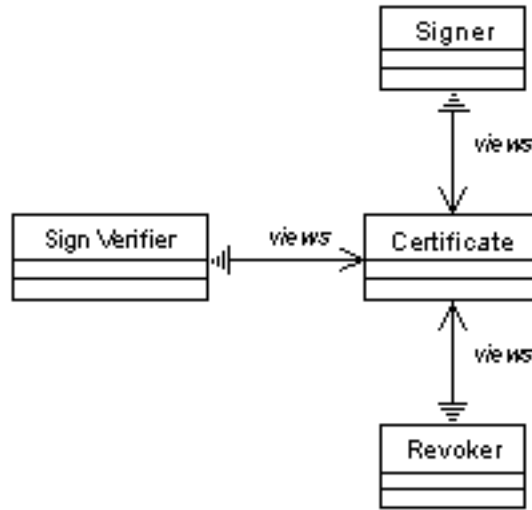 Signer
views
Sign Verifier
views
Certificate
views
Revoker